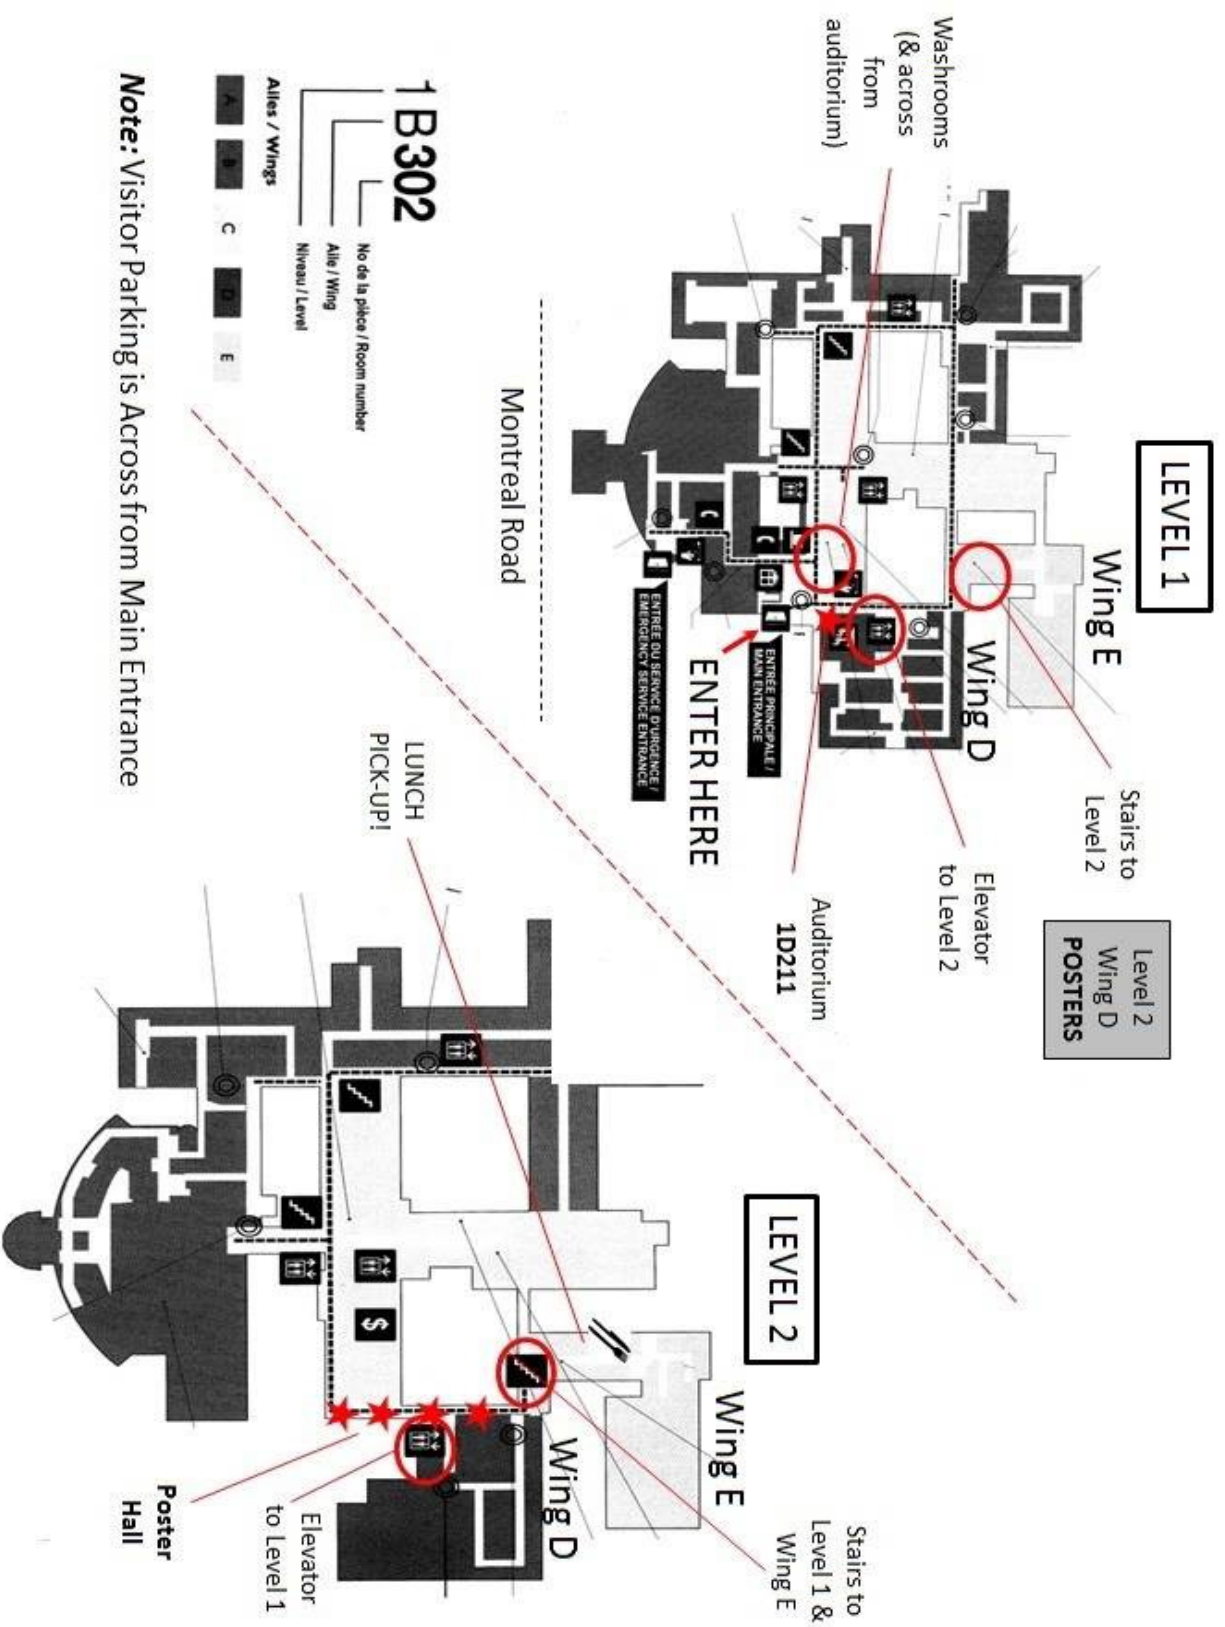 LEVEL 1
Wing E
Wing D
Stairs to
Level 2
Level 2
Wing D
POSTERS
Elevator
to Level 2
Auditorium
1D211
Washrooms
(& across
from
auditorium)
ENTRÉE PRINCIPALE /
MAIN ENTRANCE
ENTER HERE
ENTRÉE DU SERVICE D'URGENCE /
EMERGENCY SERVICE ENTRANCE
Montreal Road
1 B 302
No de la pièce / Room number
Aile / Wing
Niveau / Level
Ailes / Wings
A B C D E
Note: Visitor Parking is Across from Main Entrance
LEVEL 2
Wing E
Wing D
Stairs to
Level 1 &
Wing E
LUNCH
PICK-UP!
$
Elevator
to Level 1
Poster
Hall